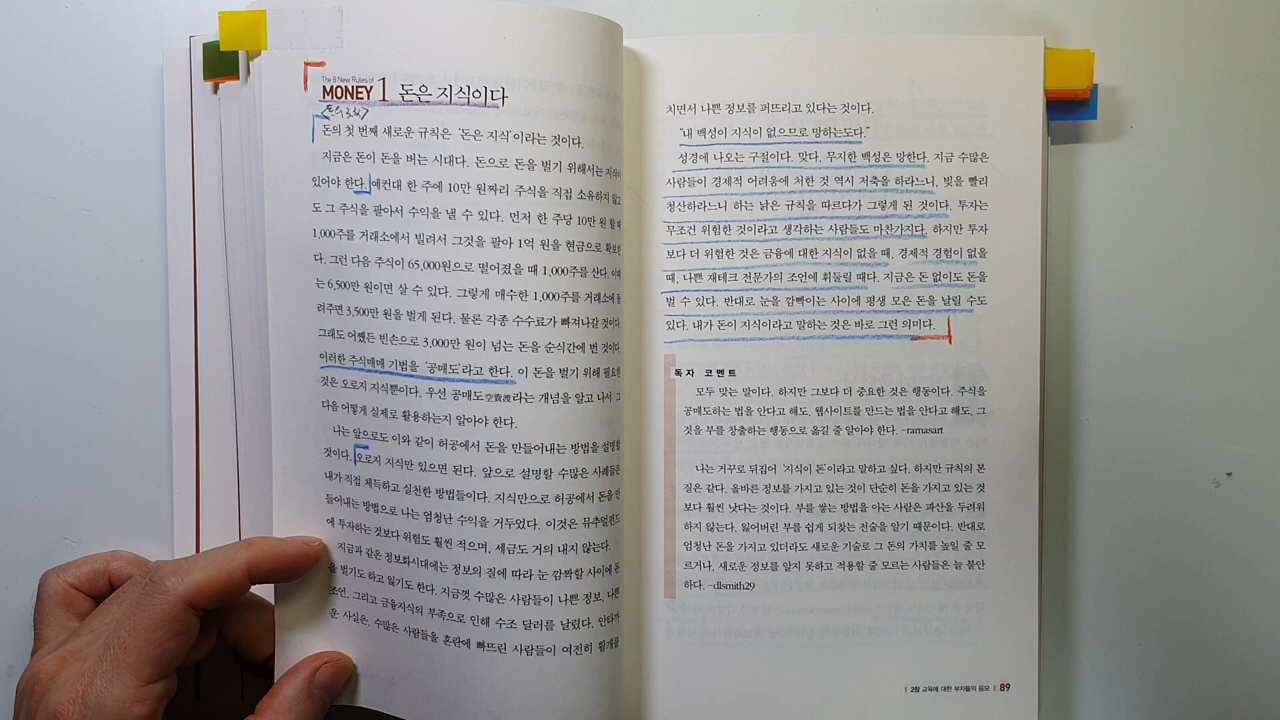 The 8 New Rules of
MONEY 1 돈은 지식이다
돈의 첫 번째 새로운 규칙은 ‘돈은 지식’이라는 것이다.
지금은 돈이 돈을 버는 시대다. 돈으로 돈을 벌기 위해서는 지식이
있어야 한다. 예컨대 한 주에 10만 원짜리 주식을 직접 소유하지 않고
도 그 주식을 팔아서 수익을 낼 수 있다. 먼저 한 주당 10만 원 할 때
1,000주를 거래소에서 빌려서 그것을 팔아 1억 원을 현금으로 확보한
다. 그런 다음 주식이 65,000원으로 떨어졌을 때 1,000주를 산다. 이때
는 6,500만 원이면 살 수 있다. 그렇게 매수한 1,000주를 거래소에 돌
려주면 3,500만 원을 벌게 된다. 물론 각종 수수료가 빠져나갈 것이다.
그래도 어쨌든 빈손으로 3,000만 원이 넘는 돈을 순식간에 번 것이다.
이러한 주식매매 기법을 ‘공매도’라고 한다. 이 돈을 벌기 위해 필요한
것은 오로지 지식뿐이다. 우선 공매도空賣渡라는 개념을 알고 나서 그
다음 어떻게 실제로 활용하는지 알아야 한다.
나는 앞으로도 이와 같이 허공에서 돈을 만들어내는 방법을 설명할
것이다. 오로지 지식만 있으면 된다. 앞으로 설명할 수많은 사례들은
내가 직접 체득하고 실천한 방법들이다. 지식만으로 허공에서 돈을 만
들어내는 방법으로 나는 엄청난 수익을 거두었다. 이것은 뮤추얼펀드
에 투자하는 것보다 위험도 훨씬 적으며, 세금도 거의 내지 않는다.
지금과 같은 정보화시대에는 정보의 질에 따라 눈 깜짝할 사이에 돈
을 벌기도 하고 잃기도 한다. 지금껏 수많은 사람들이 나쁜 정보, 나쁜
조언, 그리고 금융지식의 부족으로 인해 수조 달러를 날렸다. 안타까
운 사실은, 수많은 사람들을 혼란에 빠뜨린 사람들이 여전히 활개를
치면서 나쁜 정보를 퍼뜨리고 있다는 것이다.
“내 백성이 지식이 없으므로 망하는도다.”
성경에 나오는 구절이다. 맞다, 무지한 백성은 망한다. 지금 수많은
사람들이 경제적 어려움에 처한 것 역시 저축을 하라느니, 빚을 빨리
청산하라느니 하는 낡은 규칙을 따르다가 그렇게 된 것이다. 투자는
무조건 위험한 것이라고 생각하는 사람들도 마찬가지다. 하지만 투자
보다 더 위험한 것은 금융에 대한 지식이 없을 때, 경제적 경험이 없을
때, 나쁜 재테크 전문가의 조언에 휘둘릴 때다. 지금은 돈 없이도 돈을
벌 수 있다. 반대로 눈을 깜빡이는 사이에 평생 모은 돈을 날릴 수도
있다. 내가 돈이 지식이라고 말하는 것은 바로 그런 의미다.
독자 코멘트
모두 맞는 말이다. 하지만 그보다 더 중요한 것은 행동이다. 주식을
공매도하는 법을 안다고 해도, 웹사이트를 만드는 법을 안다고 해도, 그
것을 부를 창출하는 행동으로 옮길 줄 알아야 한다. -ramasart
나는 거꾸로 뒤집어 ‘지식이 돈’이라고 말하고 싶다. 하지만 규칙의 본
질은 같다. 올바른 정보를 가지고 있는 것이 단순히 돈을 가지고 있는 것
보다 훨씬 낫다는 것이다. 부를 쌓는 방법을 아는 사람은 파산을 두려워
하지 않는다. 잃어버린 부를 쉽게 되찾는 전술을 알기 때문이다. 반대로
엄청난 돈을 가지고 있더라도 새로운 기술로 그 돈의 가치를 높일 줄 모
르거나, 새로운 정보를 알지 못하고 적용할 줄 모르는 사람들은 늘 불안
하다. -dlsmith29
| 2장 교육에 대한 부자들의 음모 | 89